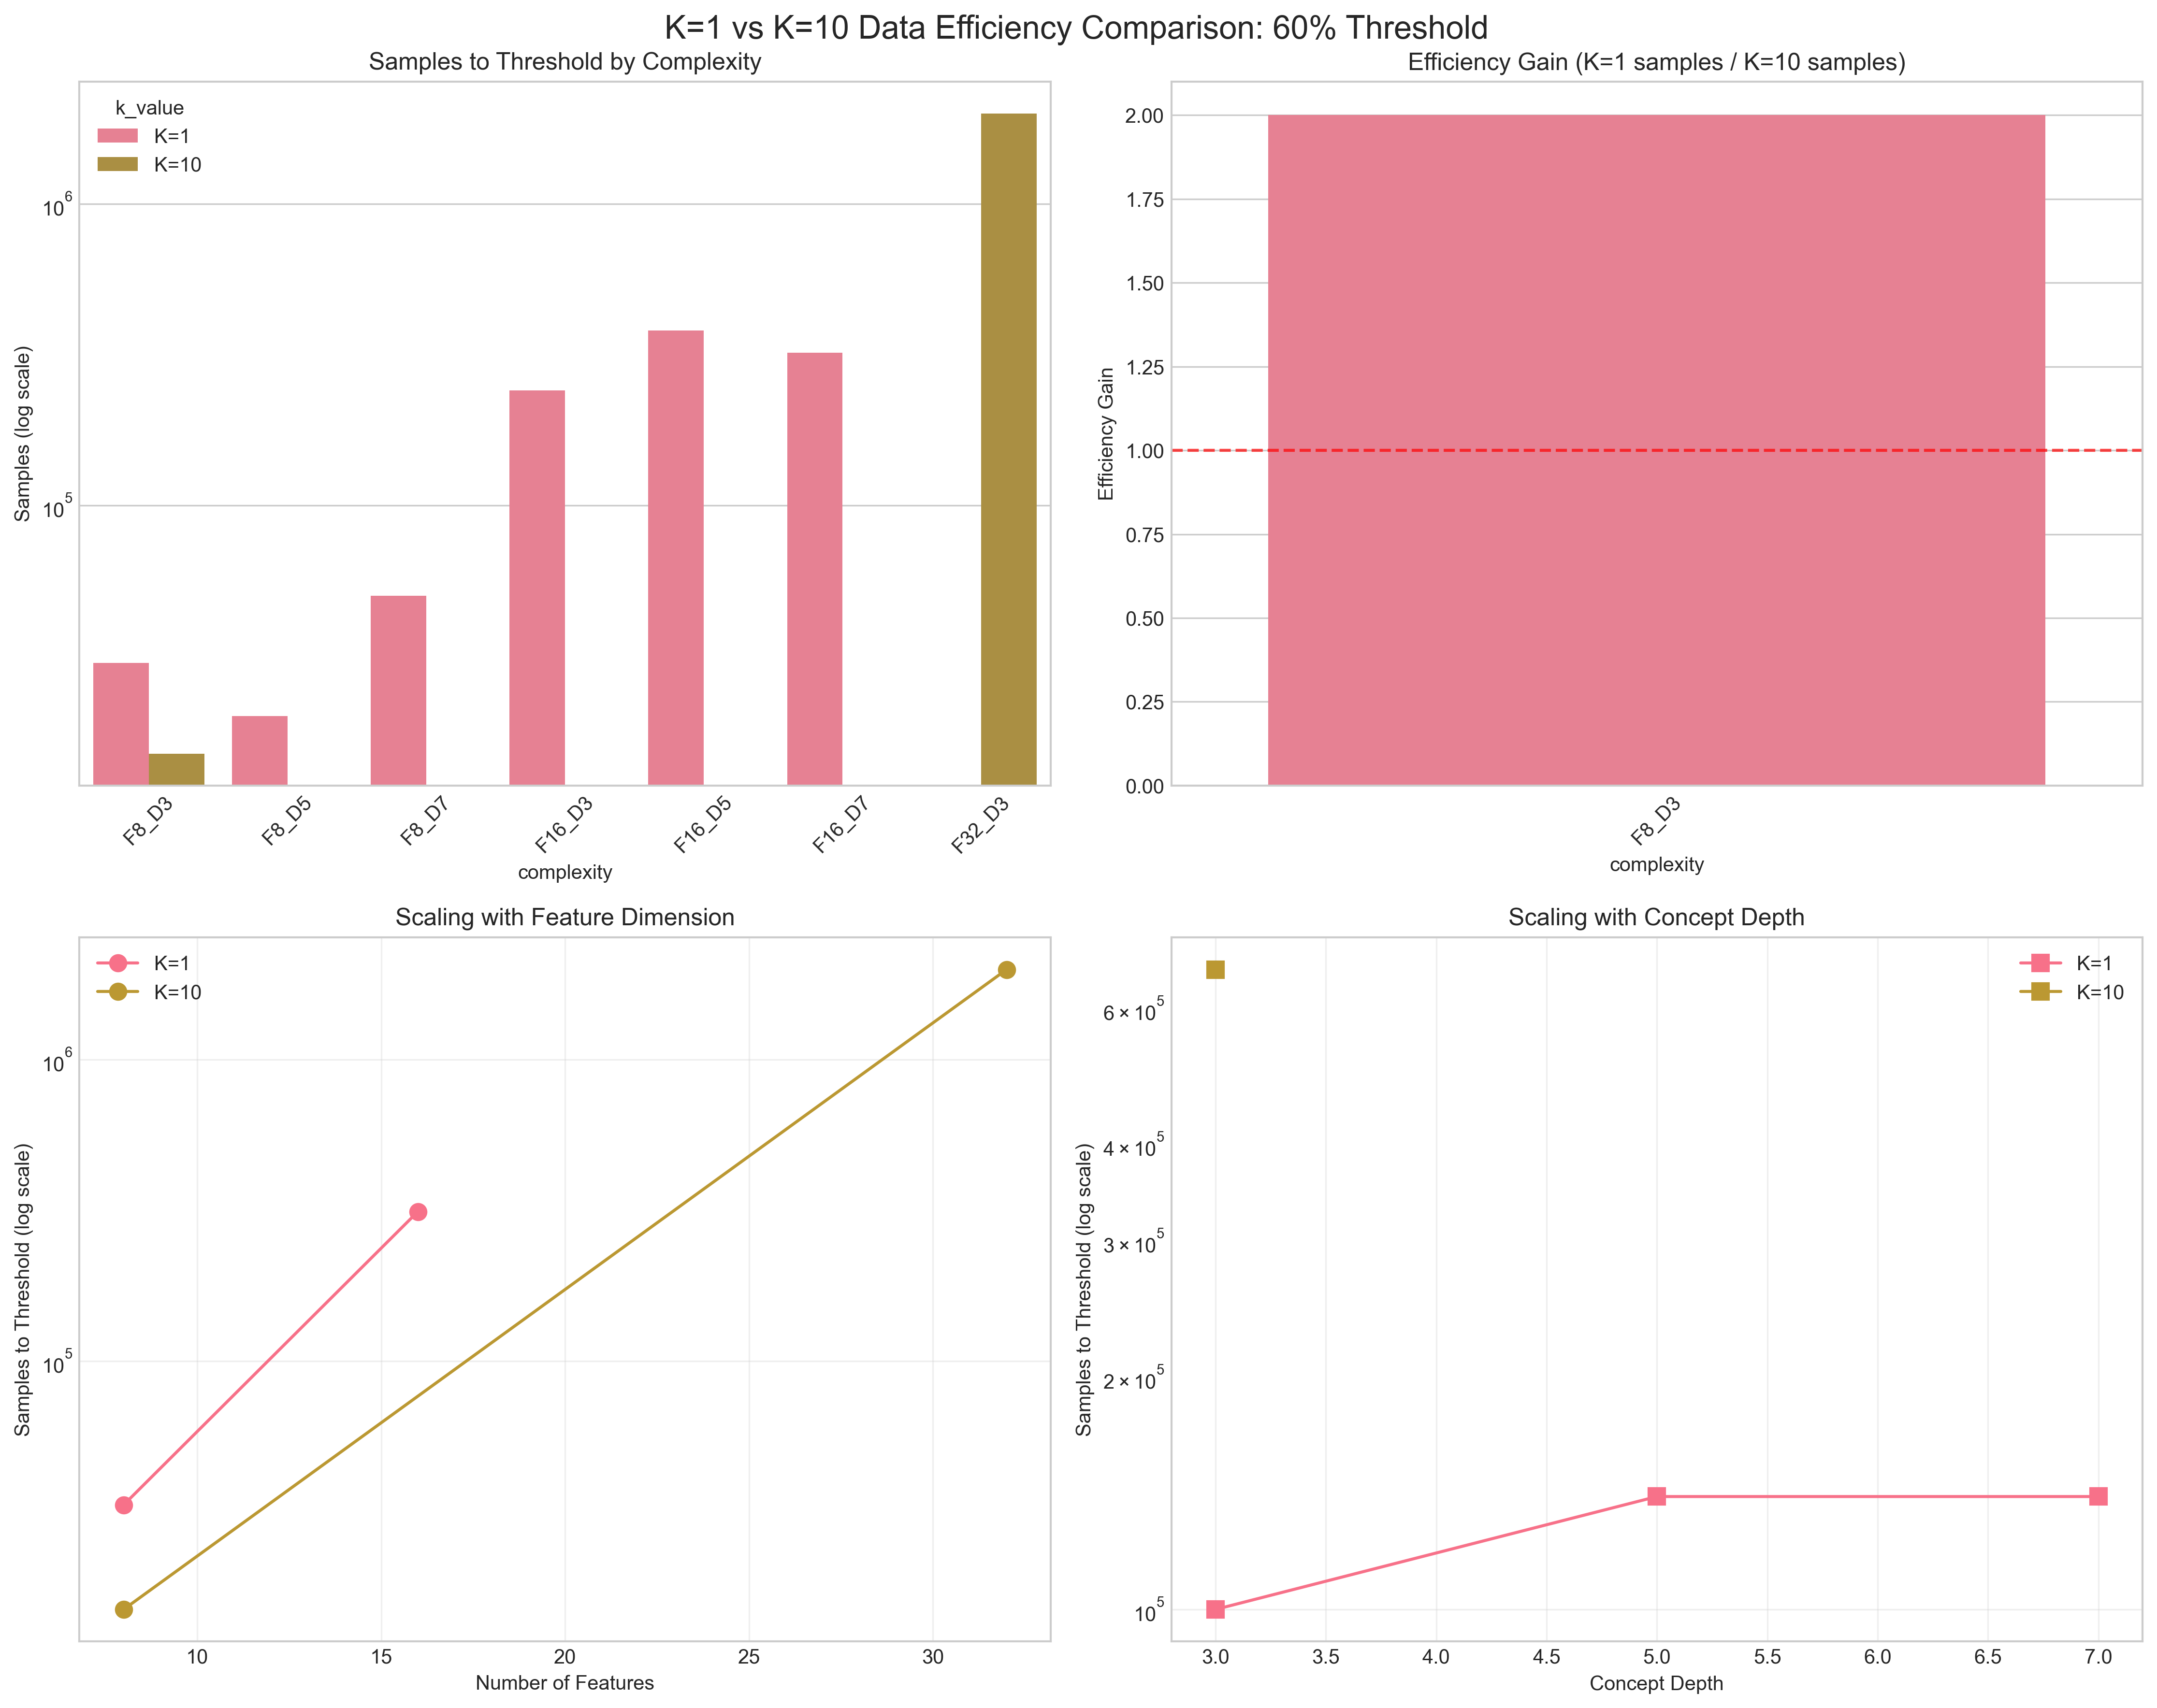 K=1 vs K=10 Data Efficiency Comparison: 60% Threshold
Samples to Threshold by Complexity
k_value
K=1
K=10
10^6
10^5
Samples (log scale)
F8_D3
F8_D5
F8_D7
F16_D3
F16_D5
F16_D7
F32_D3
complexity
Efficiency Gain (K=1 samples / K=10 samples)
2.00
1.75
1.50
1.25
1.00
0.75
0.50
0.25
0.00
Efficiency Gain
F8_D3
complexity
Scaling with Feature Dimension
K=1
K=10
10^6
10^5
Samples to Threshold (log scale)
10
15
20
25
30
Number of Features
Scaling with Concept Depth
K=1
K=10
6 × 10^5
4 × 10^5
3 × 10^5
2 × 10^5
10^5
Samples to Threshold (log scale)
3.0
3.5
4.0
4.5
5.0
5.5
6.0
6.5
7.0
Concept Depth